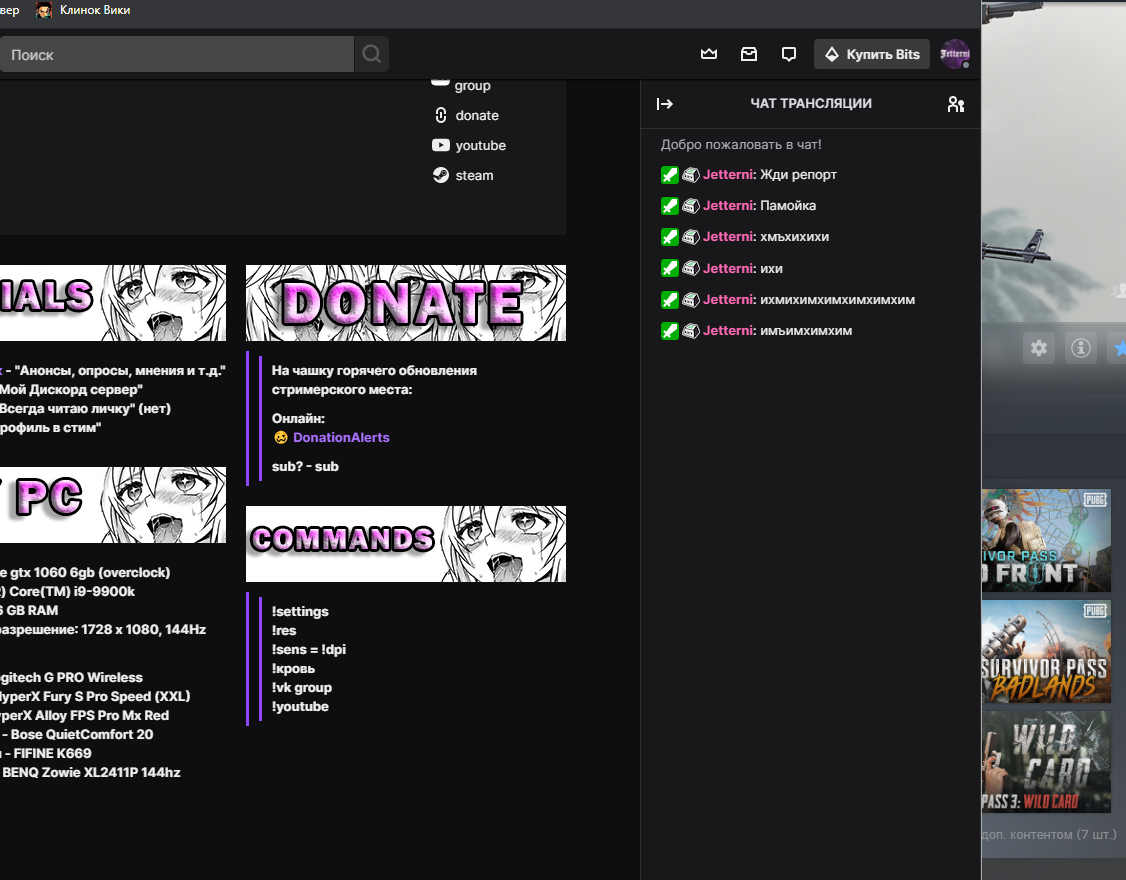 вер Клинок Вики
Поиск
Купить Bits
Jetterni
group
donate
youtube
steam
IALS
- "Анонсы, опросы, мнения и т.д."
Мой Дискорд сервер"
Всегда читаю личку" (нет)
рофиль в стим"
PC
e gtx 1060 6gb (overclock)
) Core(TM) i9-9900k
6 GB RAM
разрешение: 1728 x 1080, 144Hz
gitech G PRO Wireless
HyperX Fury S Pro Speed (XXL)
yperX Alloy FPS Pro Mx Red
- Bose QuietComfort 20
- FIFINE K669
BENQ Zowie XL2411P 144hz
DONATE
На чашку горячего обновления
стримерского места:
Онлайн:
DonationAlerts
sub? - sub
COMMANDS
!settings
!res
!sens = !dpi
!кровь
!vk group
!youtube
ЧАТ ТРАНСЛЯЦИИ
Добро пожаловать в чат!
Jetterni: Жди репорт
Jetterni: Памойка
Jetterni: хмъхихихи
Jetterni: ихи
Jetterni: ихмихимхимхимхимхим
Jetterni: имъимхимхим
PUBG
IVOR PASS
D FRONT
PUBG
SURVIVOR PASS
BADLANDS
WILD
CARD
PASS 3: WILD CARD
доп. контентом (7 шт.)